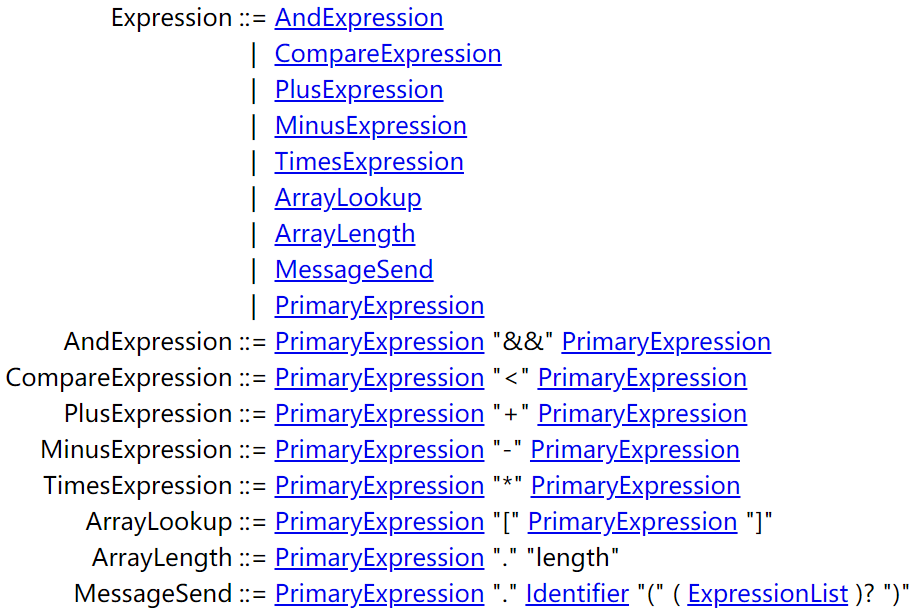 Expression ::= AndExpression
| CompareExpression
| PlusExpression
| MinusExpression
| TimesExpression
| ArrayLookup
| ArrayLength
| MessageSend
| PrimaryExpression
AndExpression ::= PrimaryExpression "&&" PrimaryExpression
CompareExpression ::= PrimaryExpression "<" PrimaryExpression
PlusExpression ::= PrimaryExpression "+" PrimaryExpression
MinusExpression ::= PrimaryExpression "-" PrimaryExpression
TimesExpression ::= PrimaryExpression "*" PrimaryExpression
ArrayLookup ::= PrimaryExpression "[" PrimaryExpression "]"
ArrayLength ::= PrimaryExpression "." "length"
MessageSend ::= PrimaryExpression "." Identifier "(" ( ExpressionList )? ")"